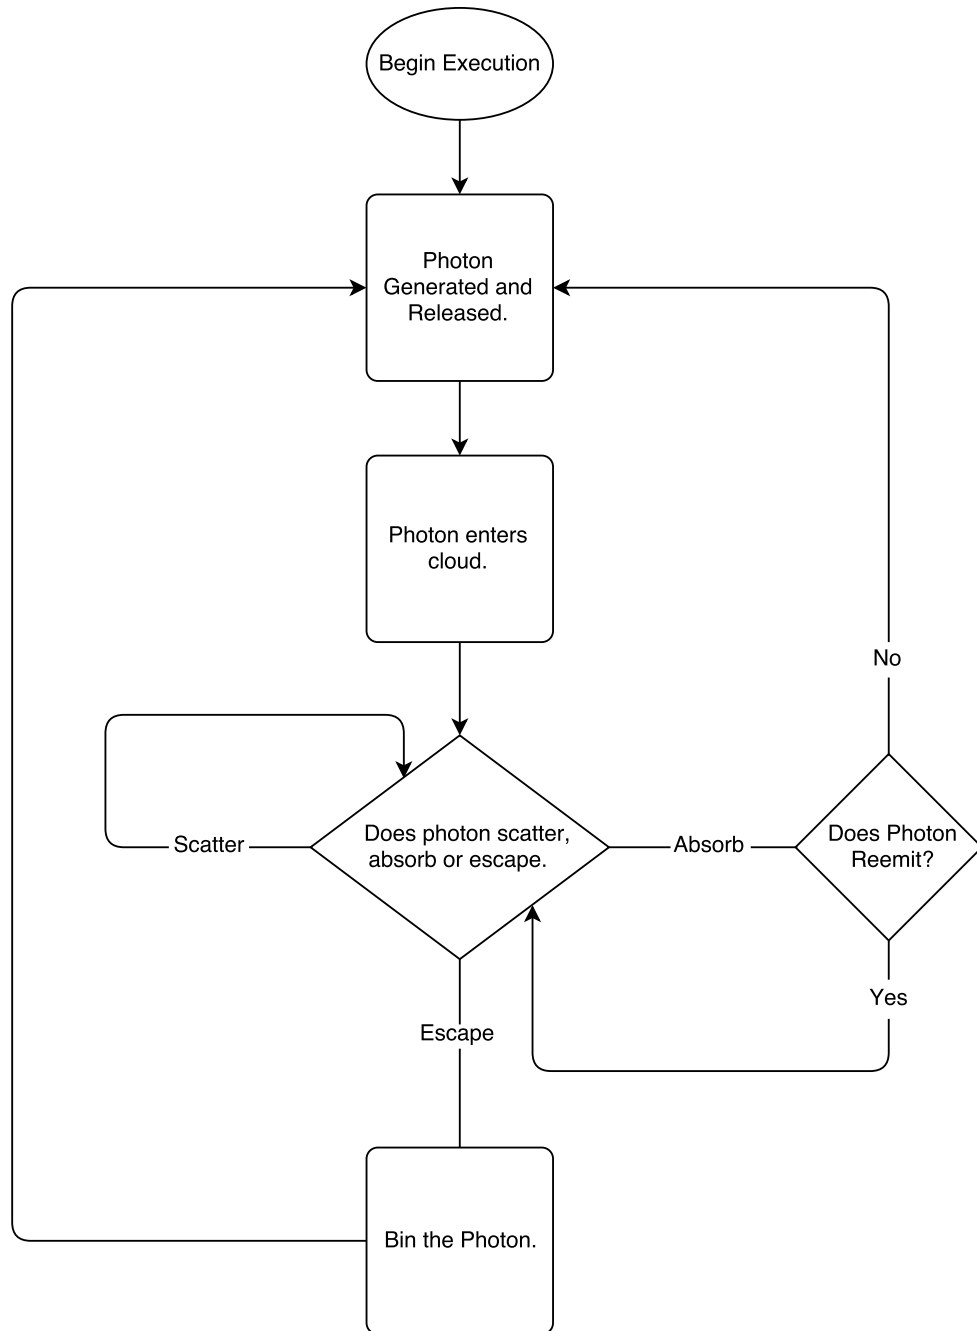 Begin Execution
Photon
Generated and
Released.
Photon enters
cloud.
No
Scatter
Does photon scatter,
absorb or escape.
Absorb
Does Photon
Reemit?
Yes
Escape
Bin the Photon.